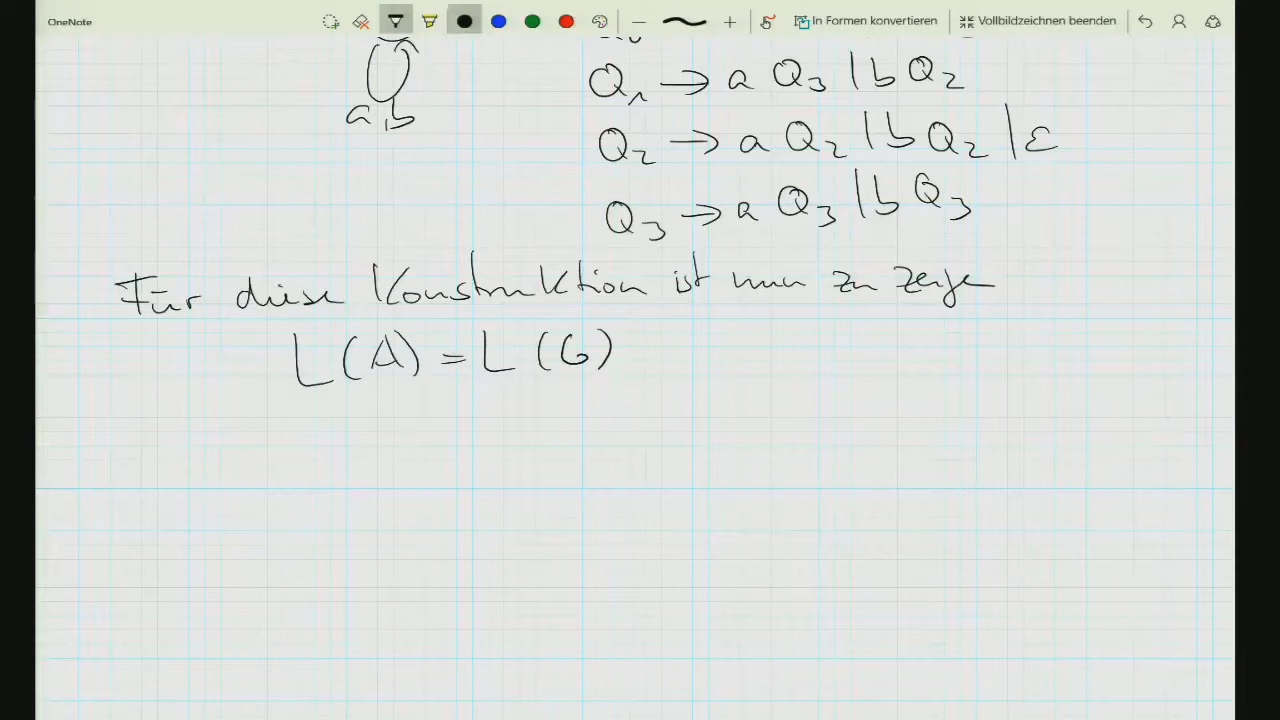 OneNote
In Formen konvertieren
Vollbildzeichnen beenden
a,b
Q₁ → a Q₃ | b Q₂
Q₂ → a Q₂ | b Q₂ | ε
Q₃ → a Q₃ | b Q₃
Für diese Konstruktion ist nun zu zeige
L(A) = L(G)